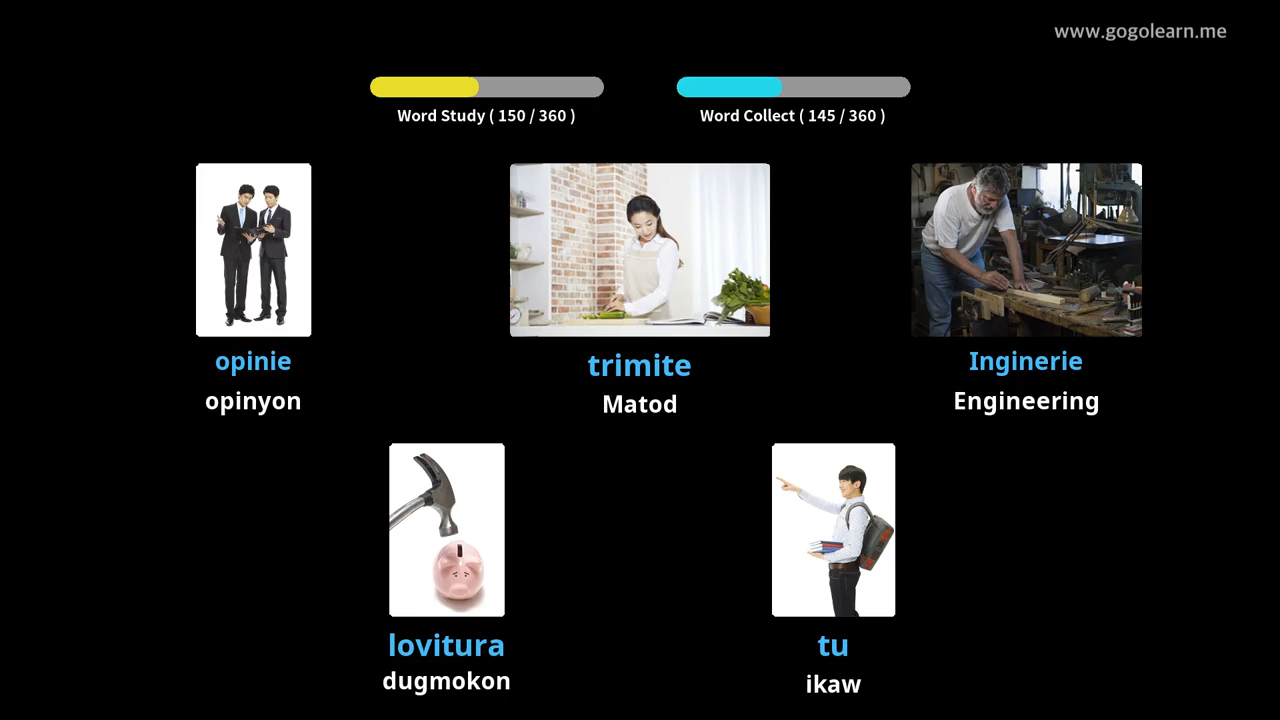 www.gogolearn.me
Word Study ( 150 / 360 )
Word Collect ( 145 / 360 )
opinie
opinyon
trimite
Matod
Inginerie
Engineering
lovitura
dugmokon
tu
ikaw